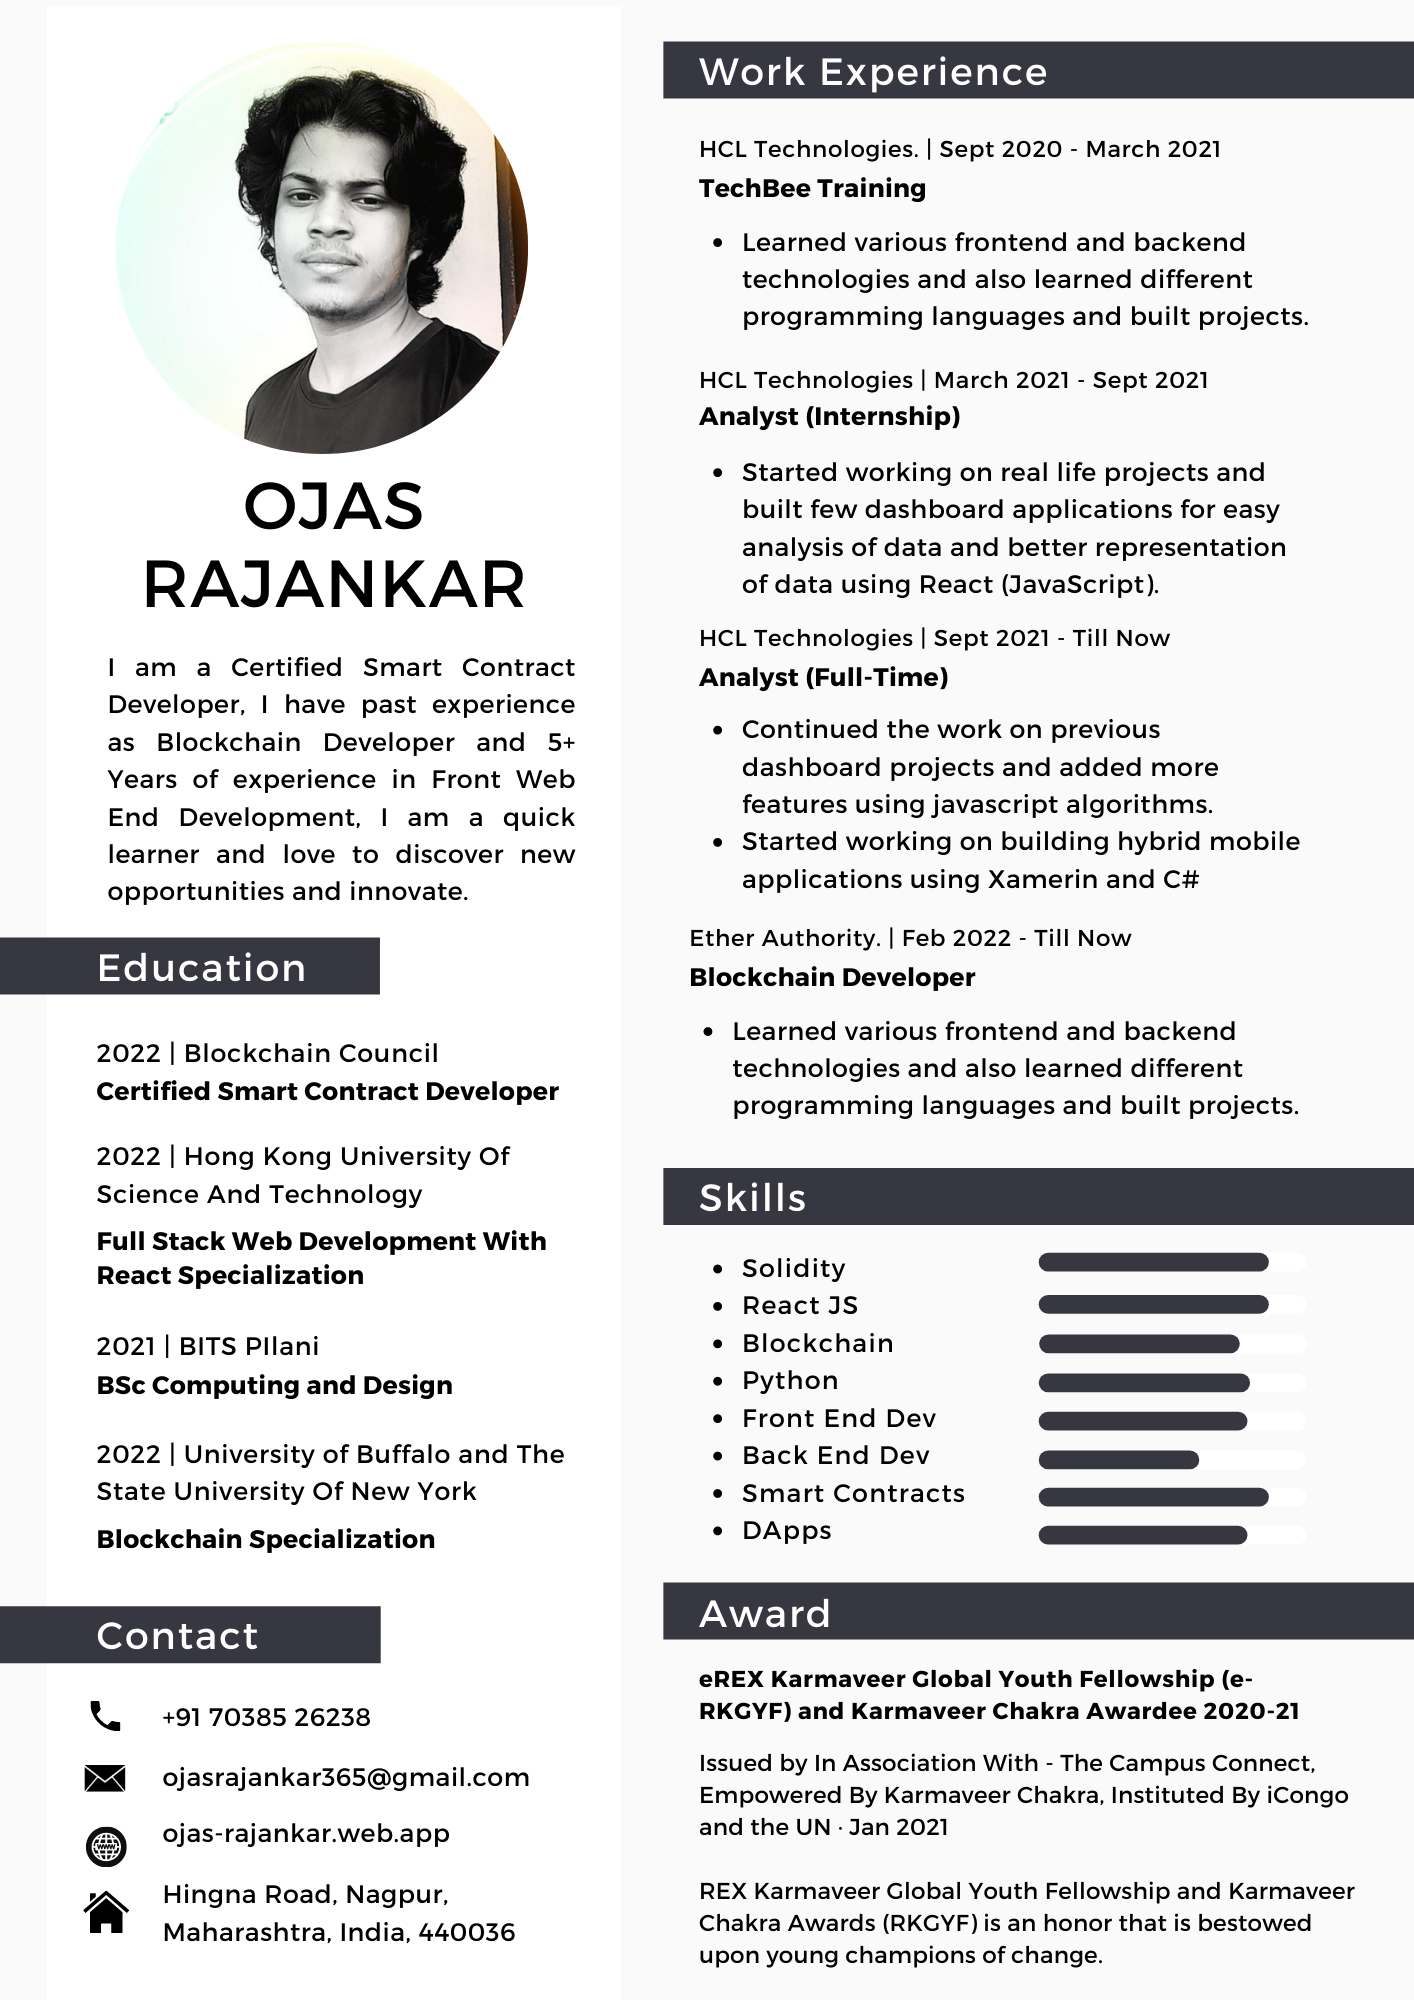 OJAS
RAJANKAR
I am a Certified Smart Contract
Developer, I have past experience
as Blockchain Developer and 5+
Years of experience in Front Web
End Development, I am a quick
learner and love to discover new
opportunities and innovate.
Education
2022 | Blockchain Council
Certified Smart Contract Developer
2022 | Hong Kong University Of
Science And Technology
Full Stack Web Development With
React Specialization
2021 | BITS PIlani
BSc Computing and Design
2022 | University of Buffalo and The
State University Of New York
Blockchain Specialization
Contact
+91 70385 26238
ojasrajankar365@gmail.com
ojas-rajankar.web.app
Hingna Road, Nagpur,
Maharashtra, India, 440036
Work Experience
HCL Technologies. | Sept 2020 - March 2021
TechBee Training
• Learned various frontend and backend
technologies and also learned different
programming languages and built projects.
HCL Technologies | March 2021 - Sept 2021
Analyst (Internship)
• Started working on real life projects and
built few dashboard applications for easy
analysis of data and better representation
of data using React (JavaScript).
HCL Technologies | Sept 2021 - Till Now
Analyst (Full-Time)
• Continued the work on previous
dashboard projects and added more
features using javascript algorithms.
• Started working on building hybrid mobile
applications using Xamerin and C#
Ether Authority. | Feb 2022 - Till Now
Blockchain Developer
• Learned various frontend and backend
technologies and also learned different
programming languages and built projects.
Skills
• Solidity
• React JS
• Blockchain
• Python
• Front End Dev
• Back End Dev
• Smart Contracts
• DApps
Award
eREX Karmaveer Global Youth Fellowship (e-
RKGYF) and Karmaveer Chakra Awardee 2020-21
Issued by In Association With - The Campus Connect,
Empowered By Karmaveer Chakra, Instituted By iCongo
and the UN · Jan 2021
REX Karmaveer Global Youth Fellowship and Karmaveer
Chakra Awards (RKGYF) is an honor that is bestowed
upon young champions of change.